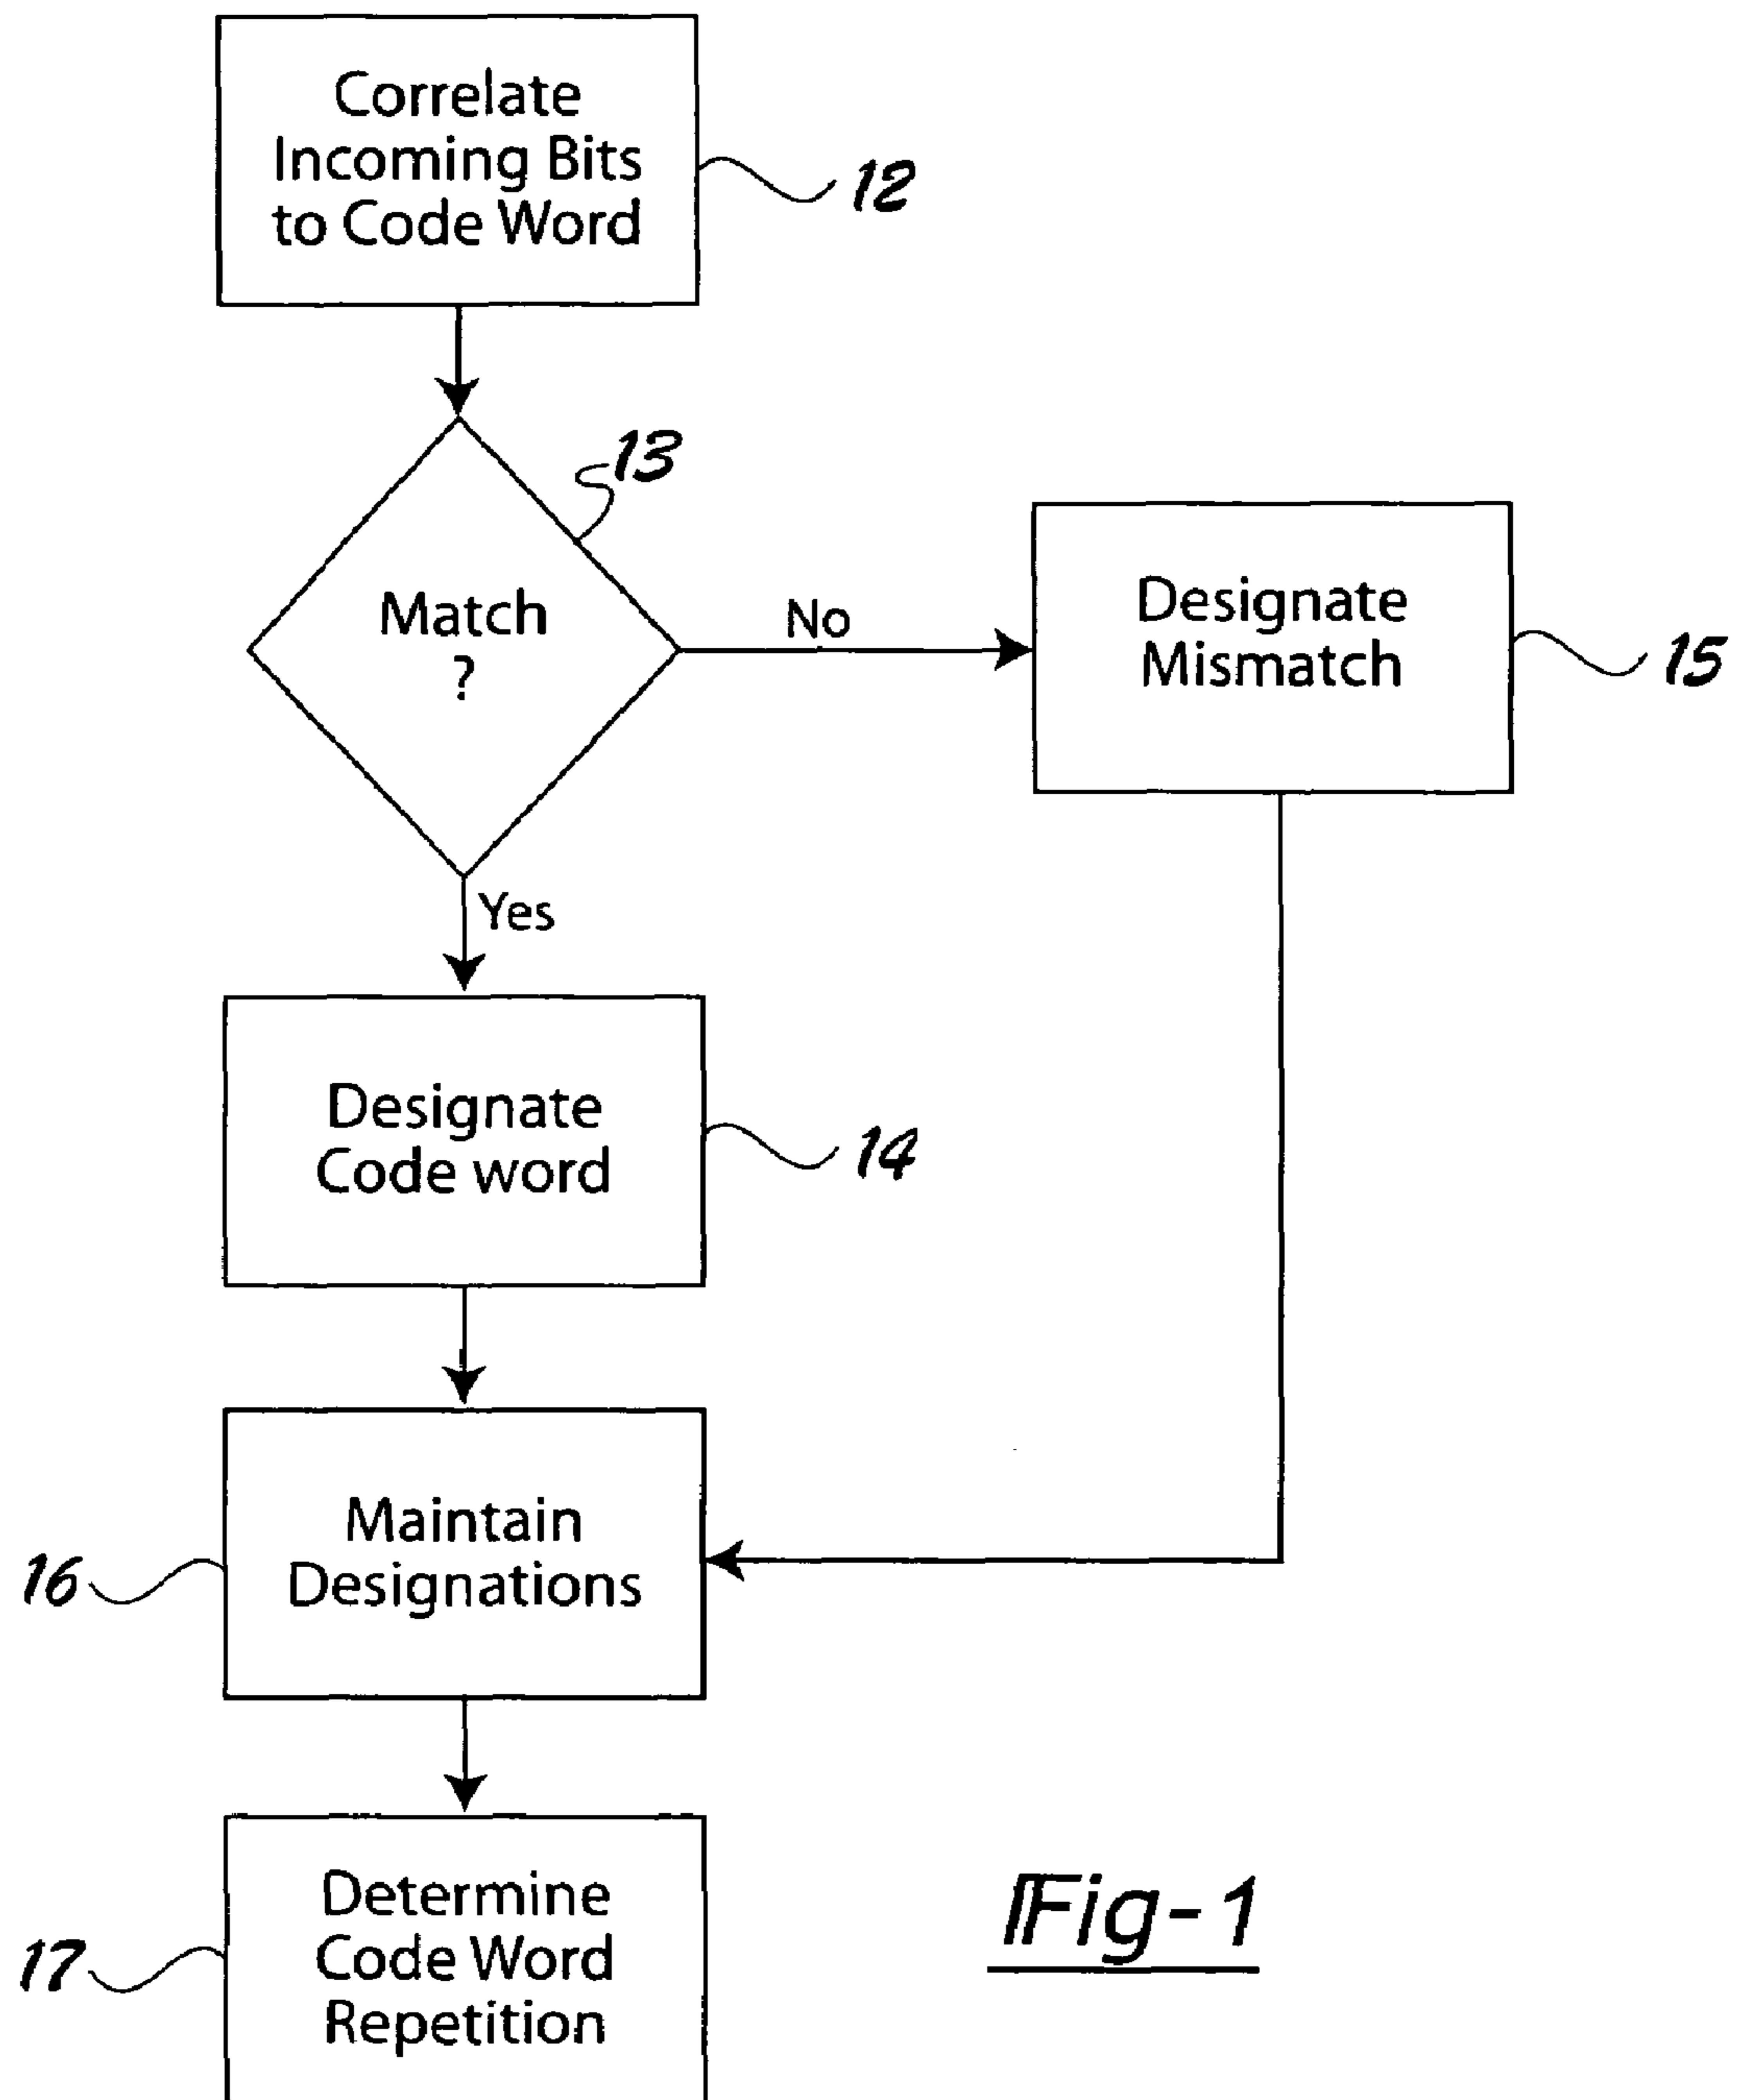 Correlate
Incoming Bits
to Code Word
12
13
Match
?
No
Designate
Mismatch
15
Yes
Designate
Code word
14
Maintain
Designations
16
Determine
Code Word
Repetition
17
Fig-1